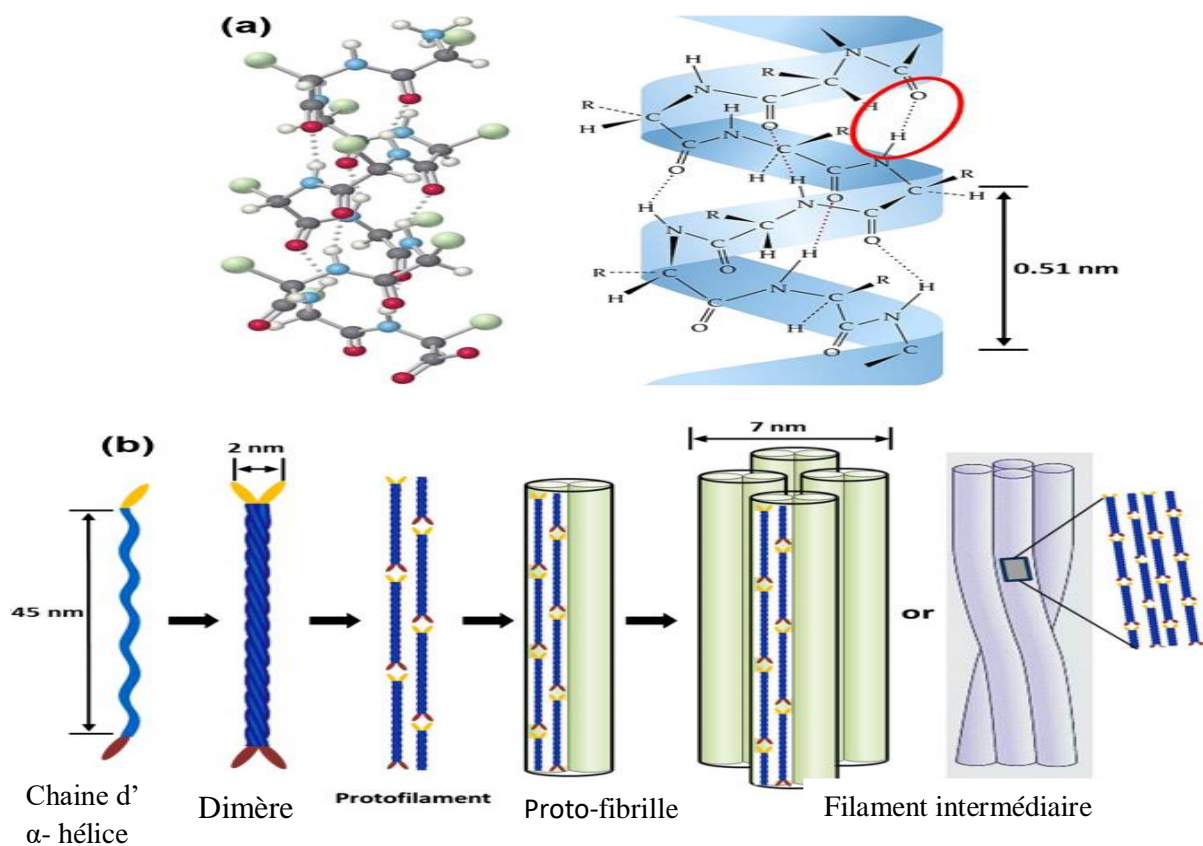 (a)
H
N
C
O
R
C
H
H
N
C
O
H
R
C
H
N
H
C
R
O
C
H
N
C
R
H
C
O
H
H
N
C
O
0.51 nm
H
N
R
C
H
C
O
R
C
H
N
H
C
O
R
C
H
N
C
O
H
N
C
O
H
R
C
H
C
O
N
H
C
(b)
2 nm
7 nm
45 nm
or
Chaine d’
α- hélice
Dimère
Protofilament
Proto-fibrille
Filament intermédiaire